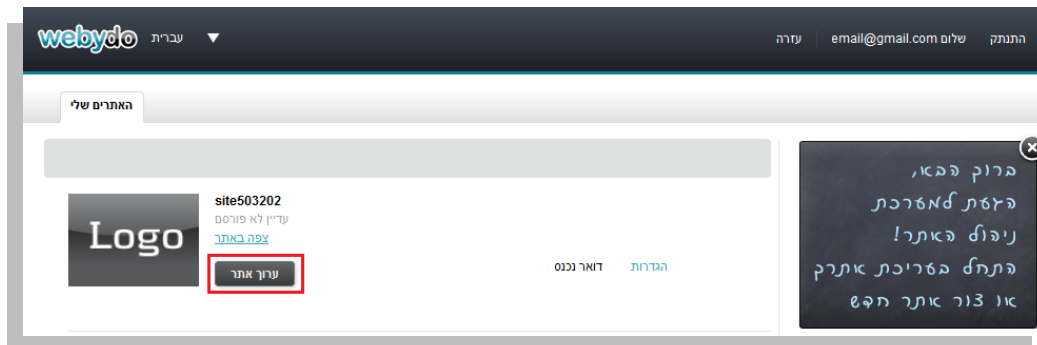 webydo עברית ▼
עזרה
שלום email@gmail.com
התנתק
האתרים שלי
Logo
site503202
עדיין לא פורסם
צפה באתר
ערוך אתר
דואר נכנס
הגדרות
ברוך הבא,
הגעת למערכת
ניהול האתר!
התחל בעריכת אתרך
או צור אתר חדש